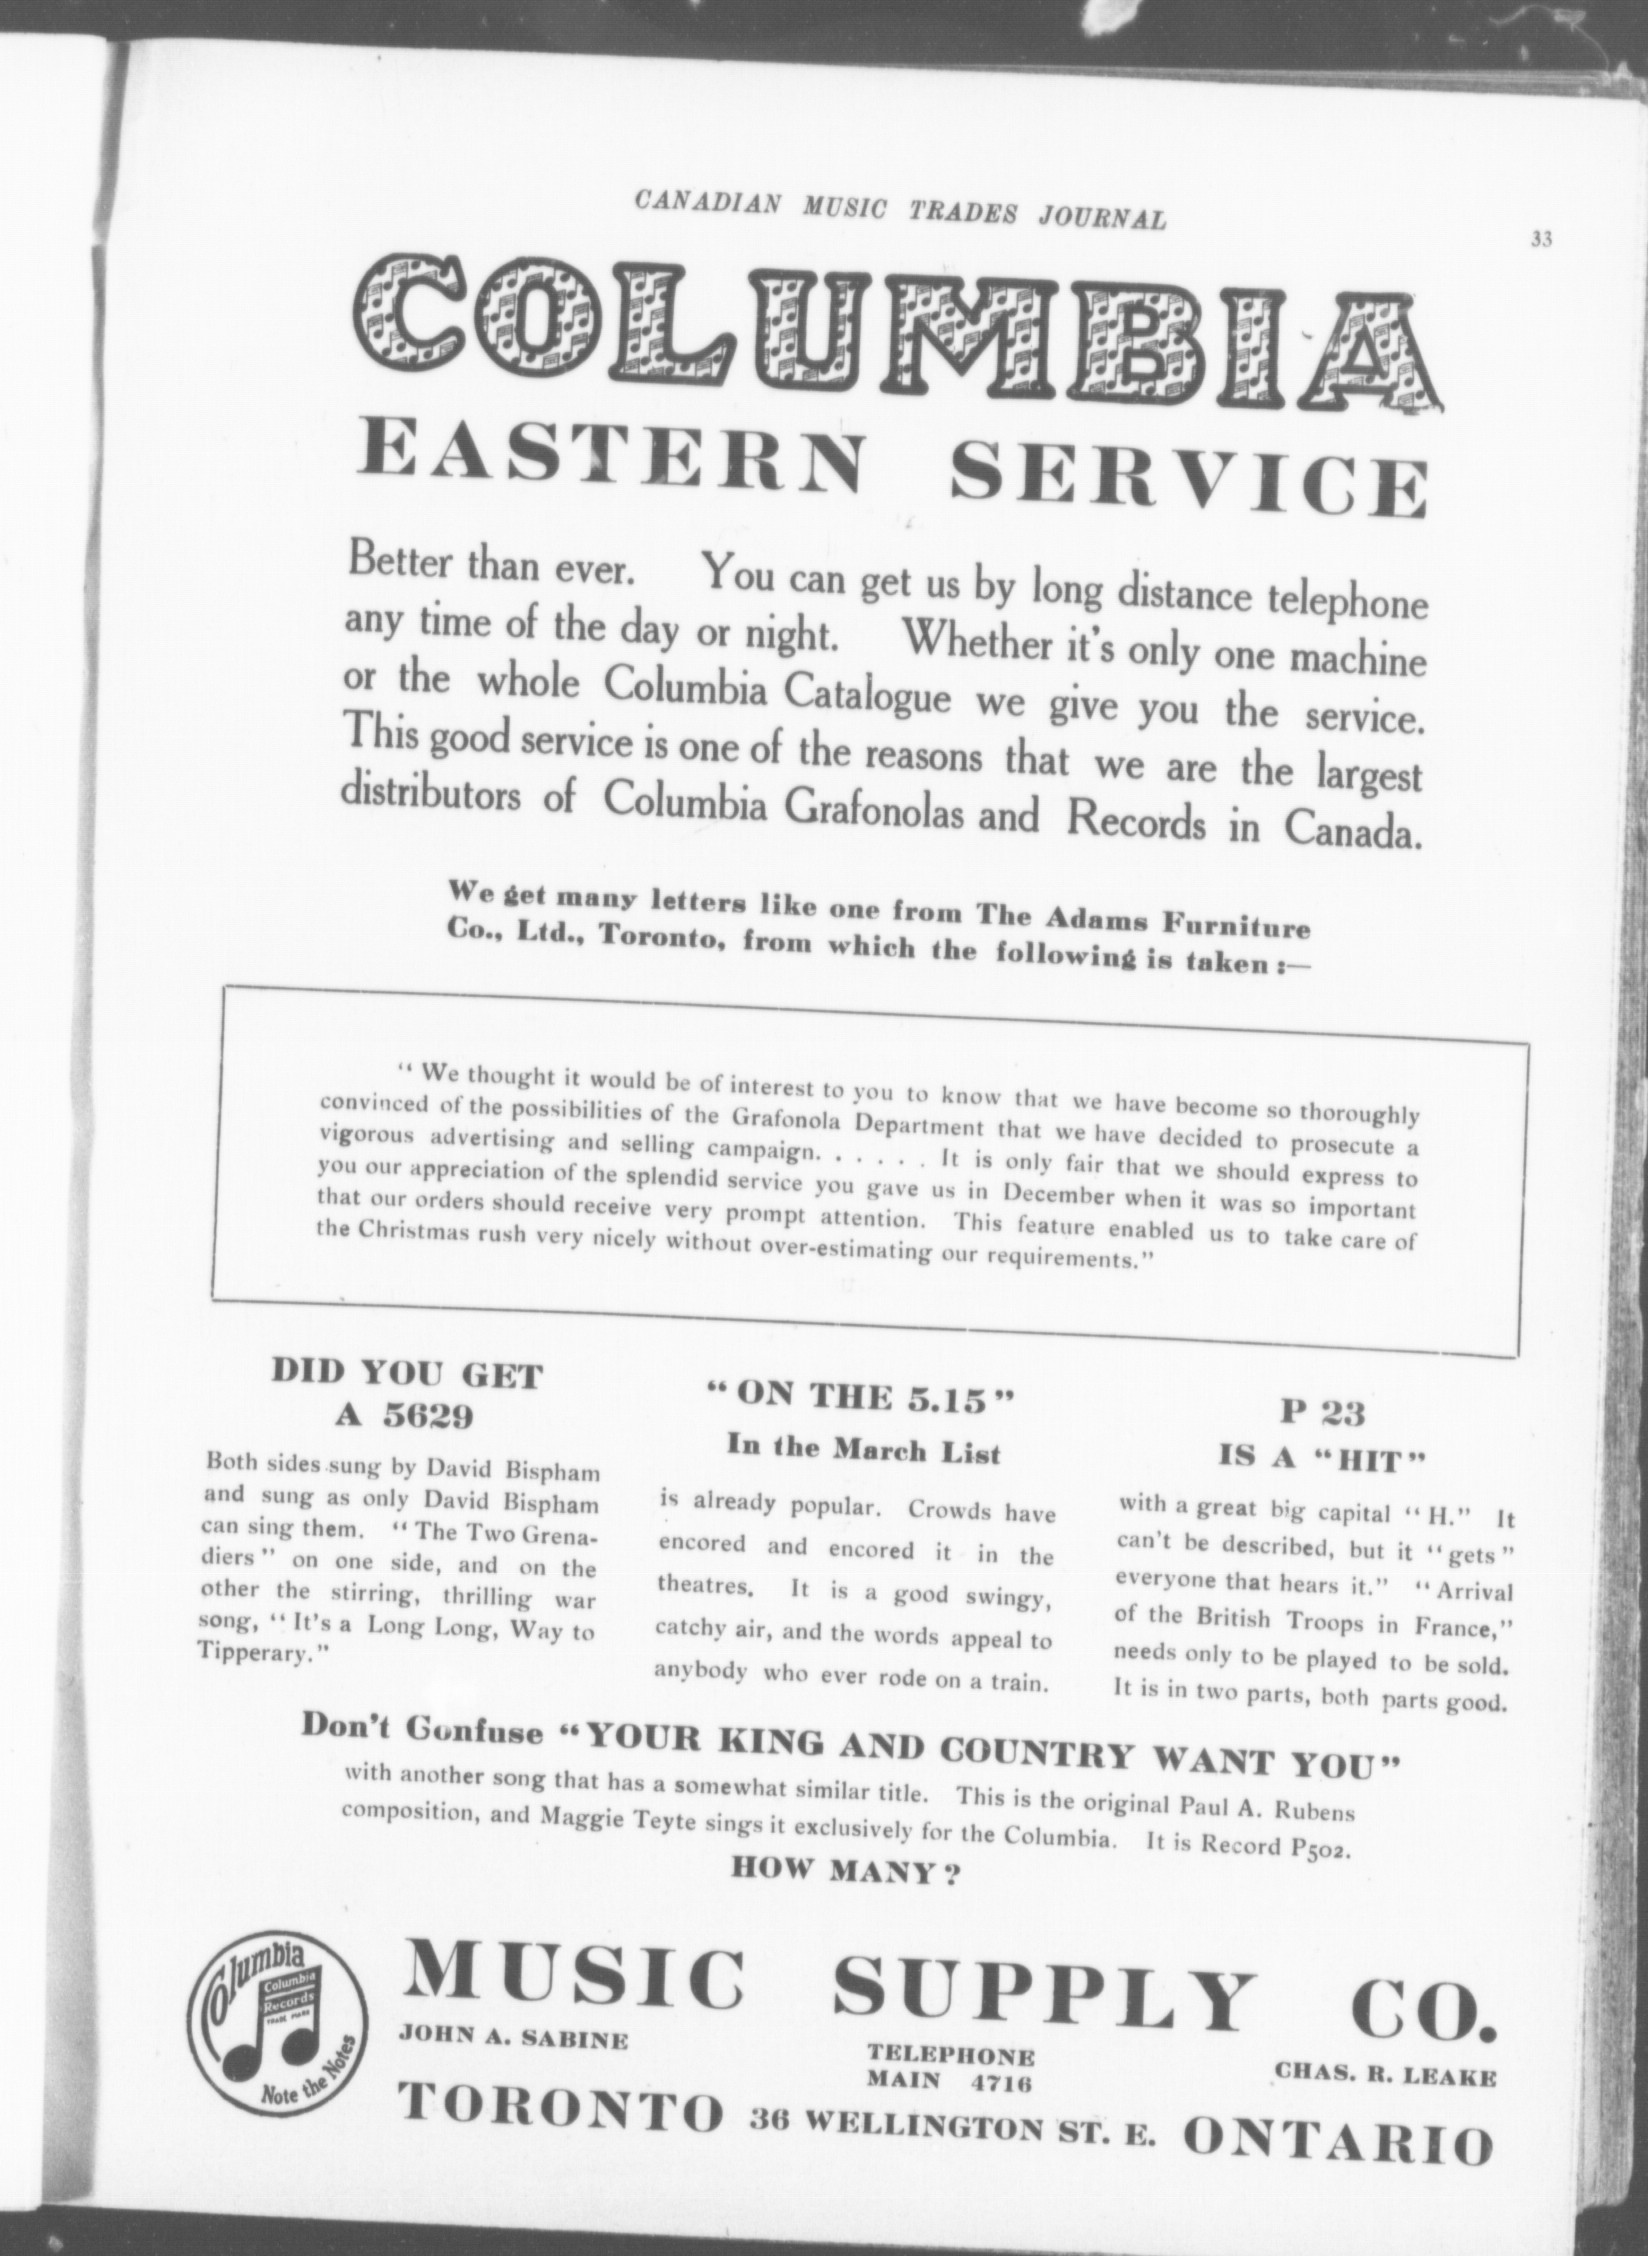 CANADIAN MUSIC TRADES JOURNAL
33
COLUMBIA
EASTERN SERVICE
Better than ever. You can get us by long distance telephone
any time of the day or night. Whether it's only one machine
or the whole Columbia Catalogue we give you the service.
This good service is one of the reasons that we are the largest
distributors of Columbia Grafonolas and Records in Canada.
We get many letters like one from The Adams Furniture
Co., Ltd., Toronto, from which the following is taken :—
“ We thought it would be of interest to you to know that we have become so thoroughly
convinced of the possibilities of the Grafonola Department that we have decided to prosecute a
vigorous advertising and selling campaign. . . . . . It is only fair that we should express to
you our appreciation of the splendid service you gave us in December when it was so important
that our orders should receive very prompt attention. This feature enabled us to take care of
the Christmas rush very nicely without over-estimating our requirements.”
DID YOU GET
A 5629
Both sides sung by David Bispham
and sung as only David Bispham
can sing them. “ The Two Grena-
diers ” on one side, and on the
other the stirring, thrilling war
song, “ It's a Long Long, Way to
Tipperary.”
“ ON THE 5.15 ”
In the March List
is already popular. Crowds have
encored and encored it in the
theatres. It is a good swingy,
catchy air, and the words appeal to
anybody who ever rode on a train.
P 23
IS A “HIT”
with a great big capital “ H.” It
can't be described, but it “ gets ”
everyone that hears it.” “ Arrival
of the British Troops in France,”
needs only to be played to be sold.
It is in two parts, both parts good.
Don't Confuse “YOUR KING AND COUNTRY WANT YOU”
with another song that has a somewhat similar title. This is the original Paul A. Rubens
composition, and Maggie Teyte sings it exclusively for the Columbia. It is Record P502.
HOW MANY?
Columbia
Columbia
Records
TRADE MARK
Note the Notes
MUSIC SUPPLY CO.
JOHN A. SABINE
TELEPHONE
MAIN 4716
CHAS. R. LEAKE
TORONTO 36 WELLINGTON ST. E. ONTARIO